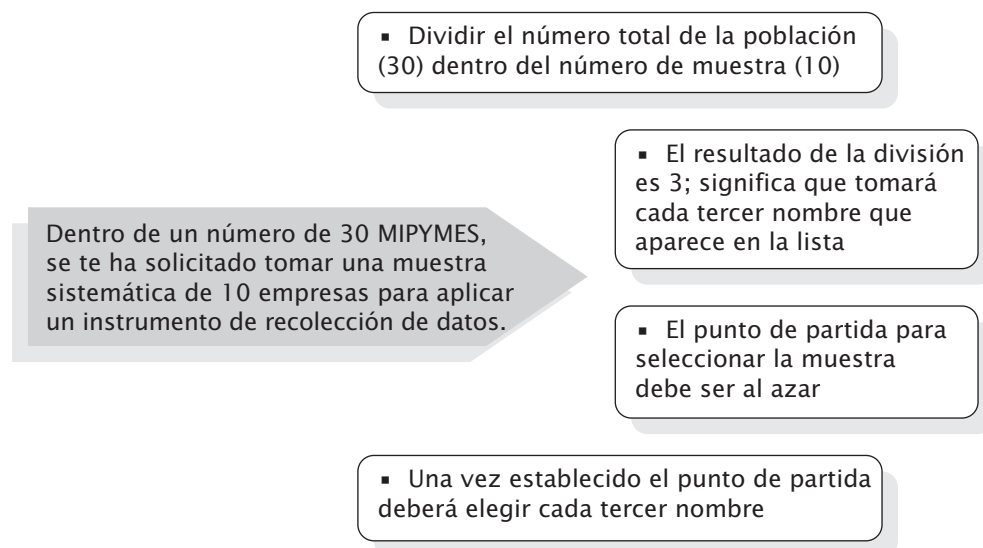 ▪ Dividir el número total de la población
(30) dentro del número de muestra (10)
▪ El resultado de la división
es 3; significa que tomará
cada tercer nombre que
aparece en la lista
Dentro de un número de 30 MIPYMES,
se te ha solicitado tomar una muestra
sistemática de 10 empresas para aplicar
un instrumento de recolección de datos.
▪ El punto de partida para
seleccionar la muestra
debe ser al azar
▪ Una vez establecido el punto de partida
deberá elegir cada tercer nombre